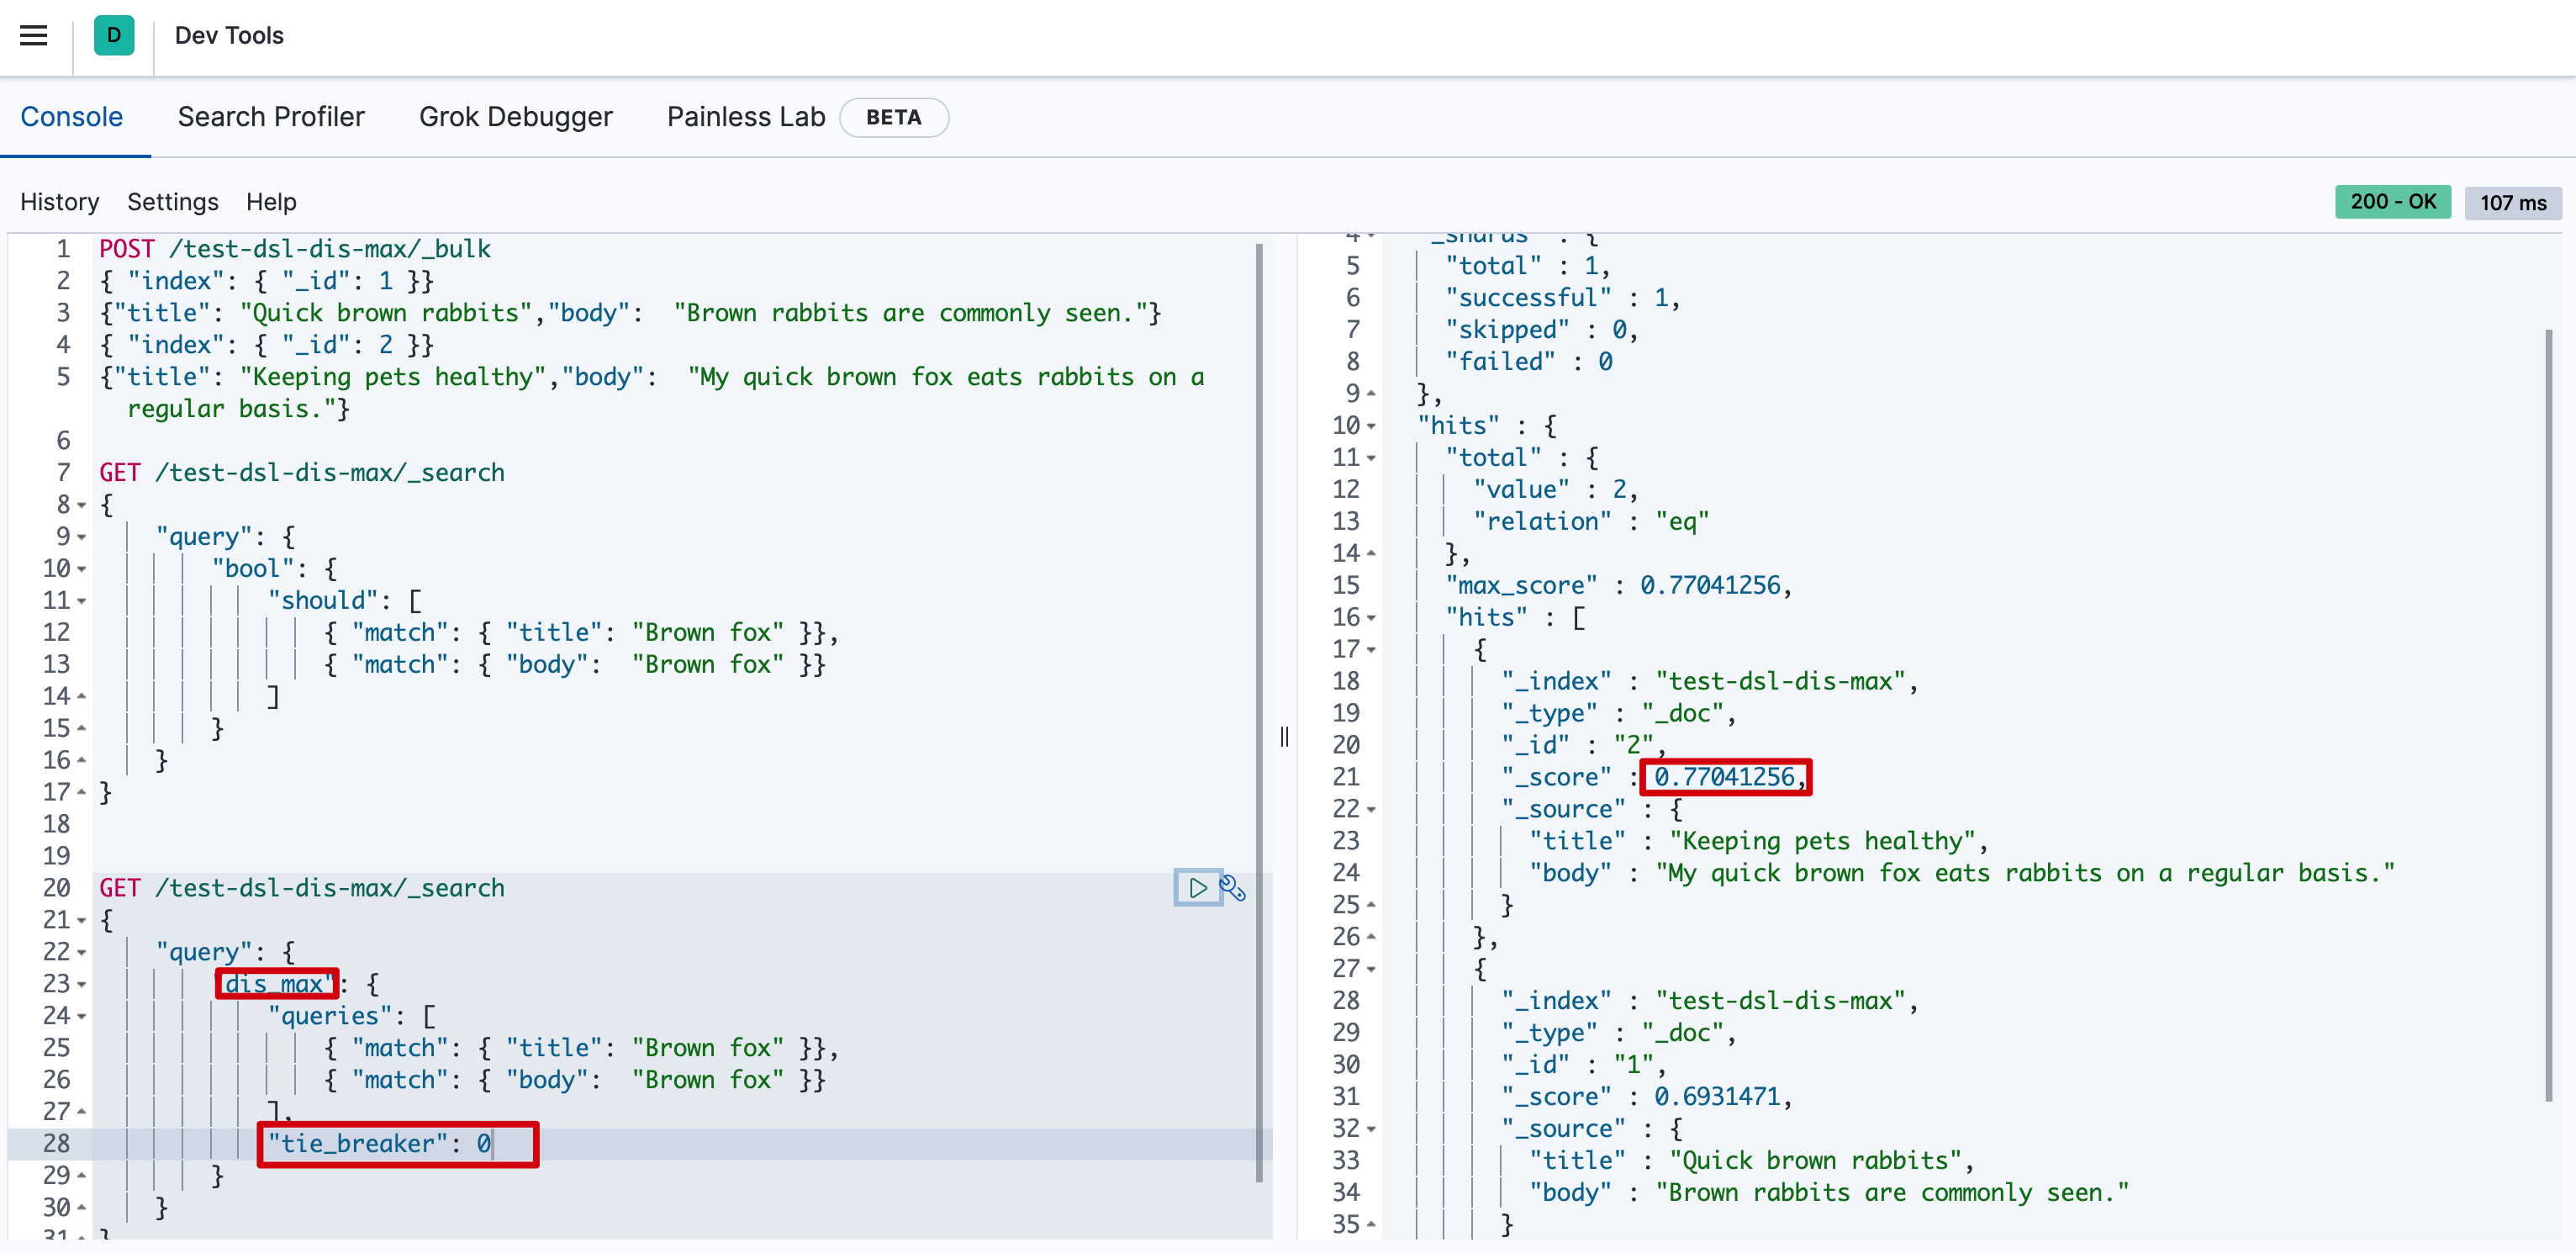 D Dev Tools
Console Search Profiler Grok Debugger Painless Lab BETA
History Settings Help
200 - OK 107 ms
1 POST /test-dsl-dis-max/_bulk
2 { "index": { "_id": 1 }}
3 {"title": "Quick brown rabbits","body":  "Brown rabbits are commonly seen."}
4 { "index": { "_id": 2 }}
5 {"title": "Keeping pets healthy","body":  "My quick brown fox eats rabbits on a
regular basis."}
6
7 GET /test-dsl-dis-max/_search
8 {
9 "query": {
10 "bool": {
11 "should": [
12 { "match": { "title": "Brown fox" }},
13 { "match": { "body":  "Brown fox" }}
14 ]
15 }
16 }
17 }
18
19
20 GET /test-dsl-dis-max/_search
21 {
22 "query": {
23 "dis_max": {
24 "queries": [
25 { "match": { "title": "Brown fox" }},
26 { "match": { "body":  "Brown fox" }}
27 ],
28 "tie_breaker": 0
29 }
30 }
31 }
4 "_shards" : {
5 "total" : 1,
6 "successful" : 1,
7 "skipped" : 0,
8 "failed" : 0
9 },
10 "hits" : {
11 "total" : {
12 "value" : 2,
13 "relation" : "eq"
14 },
15 "max_score" : 0.77041256,
16 "hits" : [
17 {
18 "_index" : "test-dsl-dis-max",
19 "_type" : "_doc",
20 "_id" : "2",
21 "_score" : 0.77041256,
22 "_source" : {
23 "title" : "Keeping pets healthy",
24 "body" : "My quick brown fox eats rabbits on a regular basis."
25 }
26 },
27 {
28 "_index" : "test-dsl-dis-max",
29 "_type" : "_doc",
30 "_id" : "1",
31 "_score" : 0.6931471,
32 "_source" : {
33 "title" : "Quick brown rabbits",
34 "body" : "Brown rabbits are commonly seen."
35 }